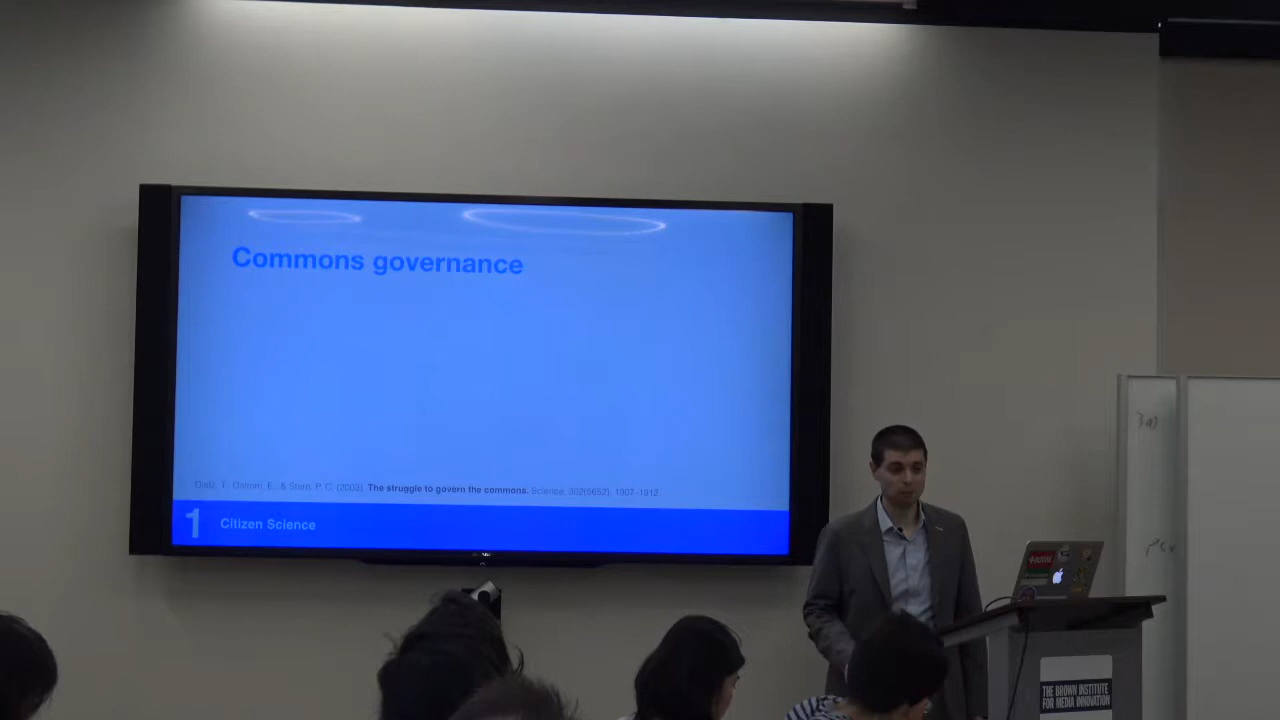 Commons governance
Dietz, T., Ostrom, E., & Stern, P. C. (2003). The struggle to govern the commons. Science, 302(5652), 1907-1912.
1 Citizen Science
THE BROWN INSTITUTE
FOR MEDIA INNOVATION